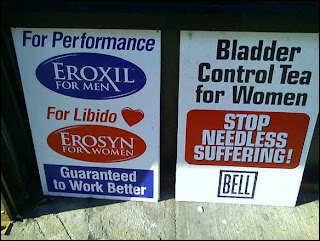 For Performance
EROXIL
FOR MEN
For Libido
EROSYN
FOR WOMEN
Guaranteed
to Work Better
Bladder
Control Tea
for Women
STOP
NEEDLESS
SUFFERING!
BELL